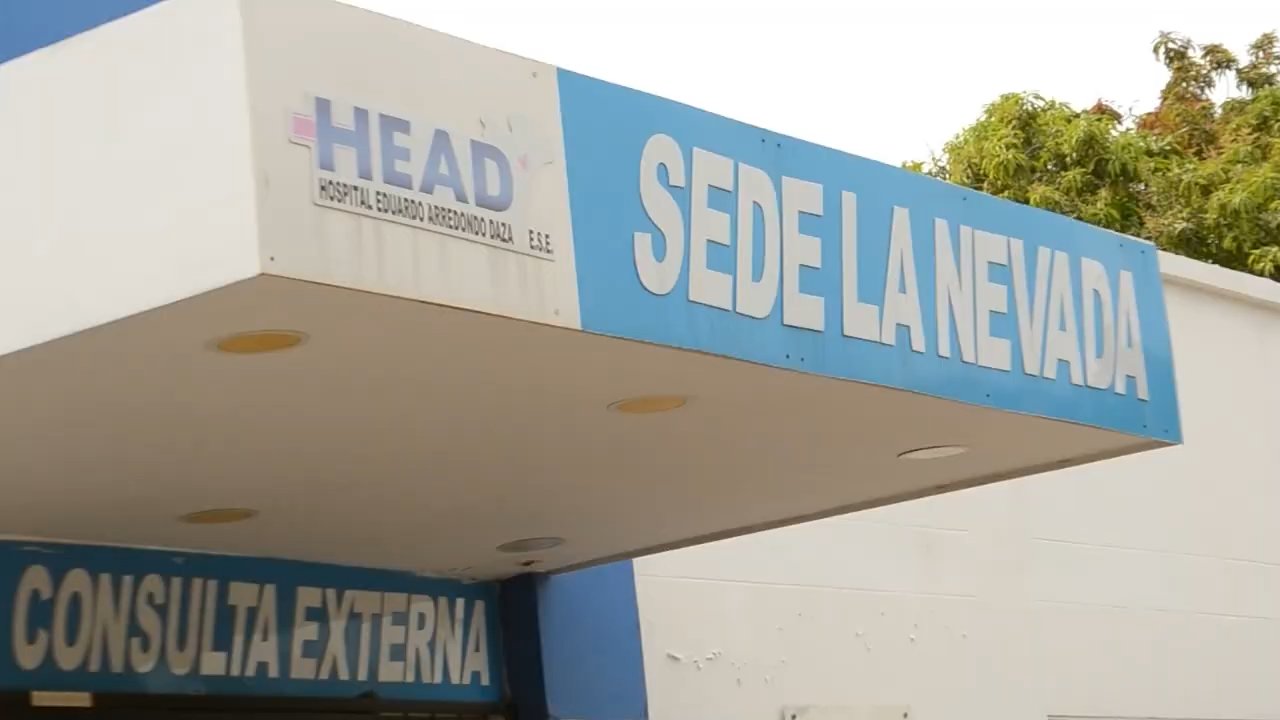 HEAD
HOSPITAL EDUARDO ARREDONDO DAZA E.S.E.
SEDE LA NEVADA
CONSULTA EXTERNA